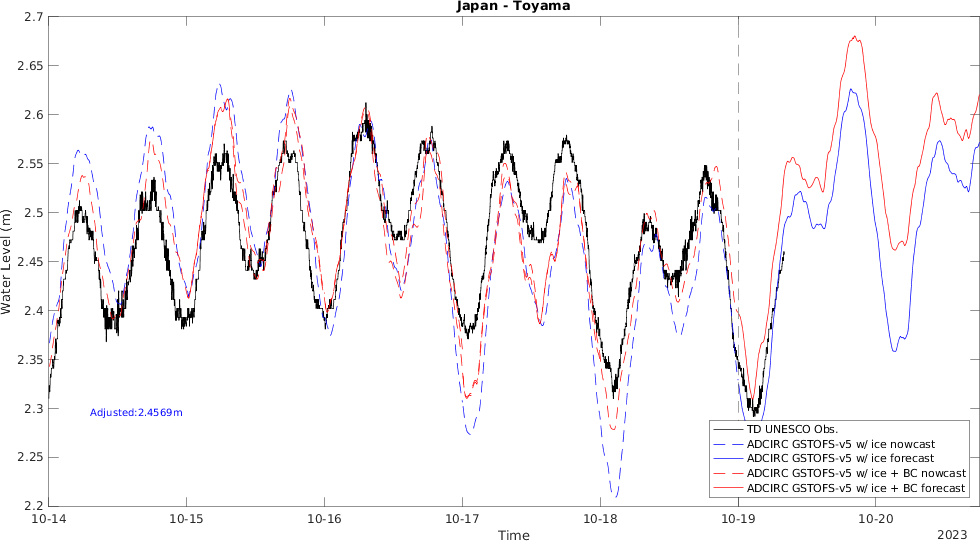 Japan - Toyama
2.7
2.65
2.6
2.55
2.5
2.45
2.4
2.35
2.3
2.25
2.2
Water Level (m)
Adjusted:2.4569m
TD UNESCO Obs.
ADCIRC GSTOFS-v5 w/ ice nowcast
ADCIRC GSTOFS-v5 w/ ice forecast
ADCIRC GSTOFS-v5 w/ ice + BC nowcast
ADCIRC GSTOFS-v5 w/ ice + BC forecast
10-14 10-15 10-16 10-17 10-18 10-19 10-20
Time
2023